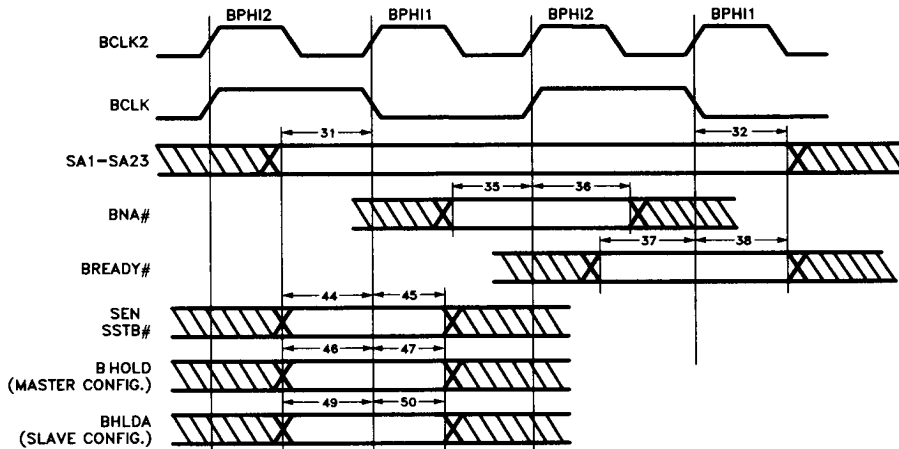 BPHI2 BPHI1 BPHI2 BPHI1
BCLK2
BCLK
31 32
SA1-SA23
35 36
BNA#
37 38
BREADY#
44 45
SEN
SSTB#
46 47
BHOLD
(MASTER CONFIG.)
49 50
BHLDA
(SLAVE CONFIG.)